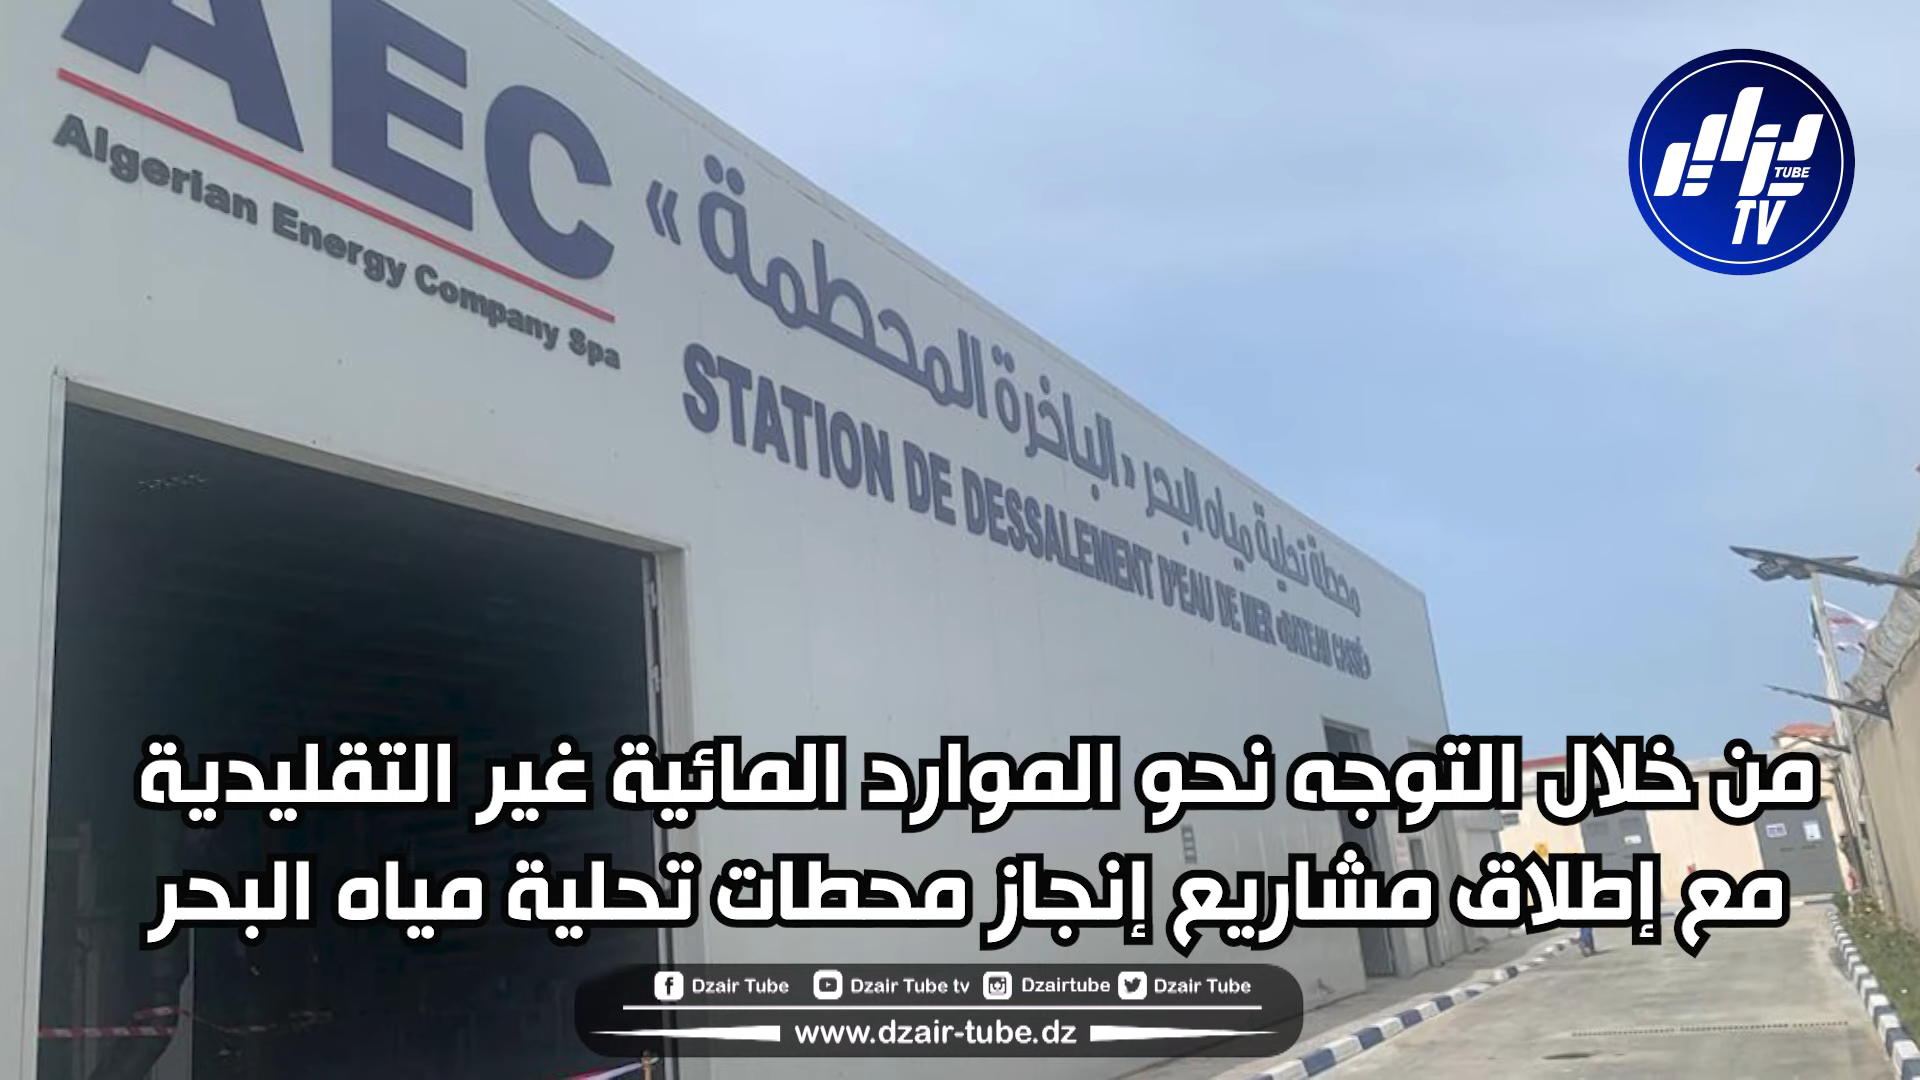 AEC
Algerian Energy Company Spa
محطة تحلية مياه البحر « الباخرة المحطمة »
STATION DE DESSALEMENT D'EAU DE MER «BATEAU CASSÉ»
دزاير
TUBE
TV
من خلال التوجه نحو الموارد المائية غير التقليدية
مع إطلاق مشاريع إنجاز محطات تحلية مياه البحر
Dzair Tube Dzair Tube tv Dzairtube Dzair Tube
www.dzair-tube.dz